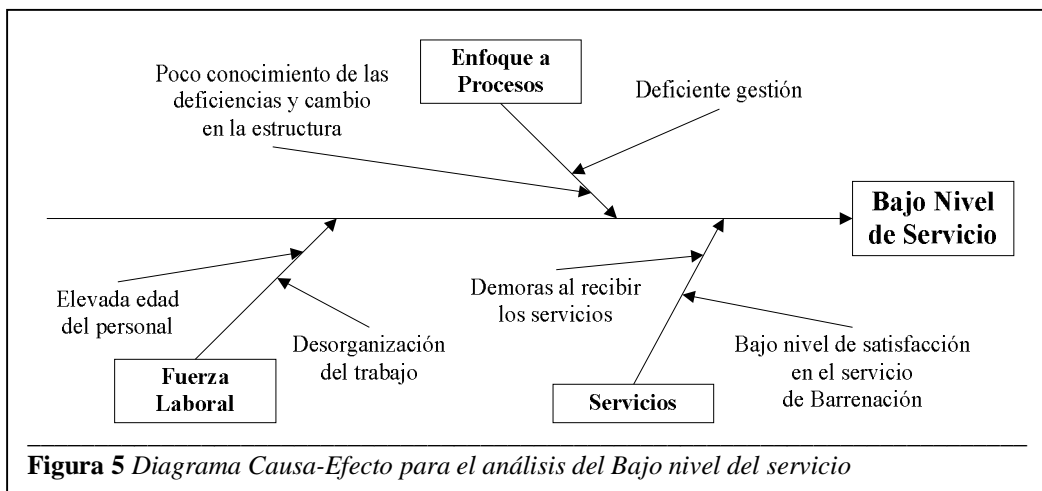 Enfoque a
Procesos
Poco conocimiento de las
deficiencias y cambio
en la estructura
Deficiente gestión
Bajo Nivel
de Servicio
Elevada edad
del personal
Desorganización
del trabajo
Fuerza
Laboral
Demoras al recibir
los servicios
Bajo nivel de satisfacción
en el servicio
de Barrenación
Servicios
Figura 5 Diagrama Causa-Efecto para el análisis del Bajo nivel del servicio